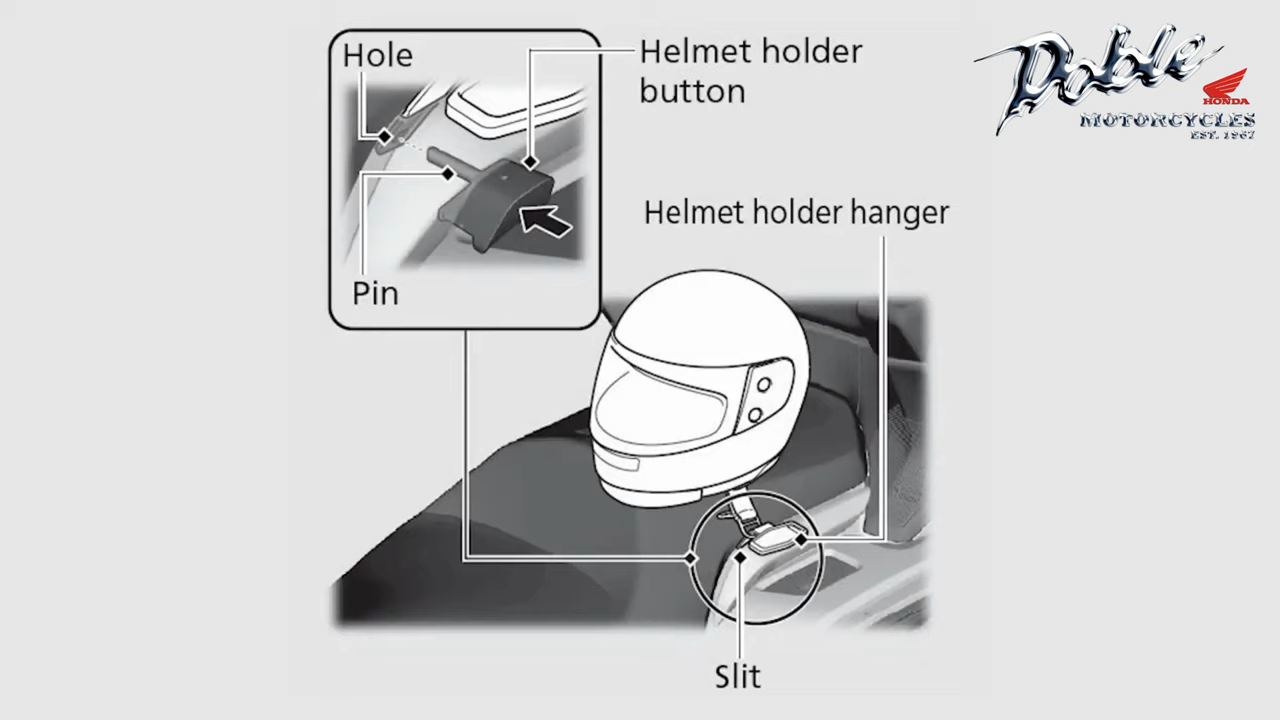 Hole
Helmet holder
button
Pin
Helmet holder hanger
Slit
Doble
HONDA
MOTORCYCLES
EST. 1967